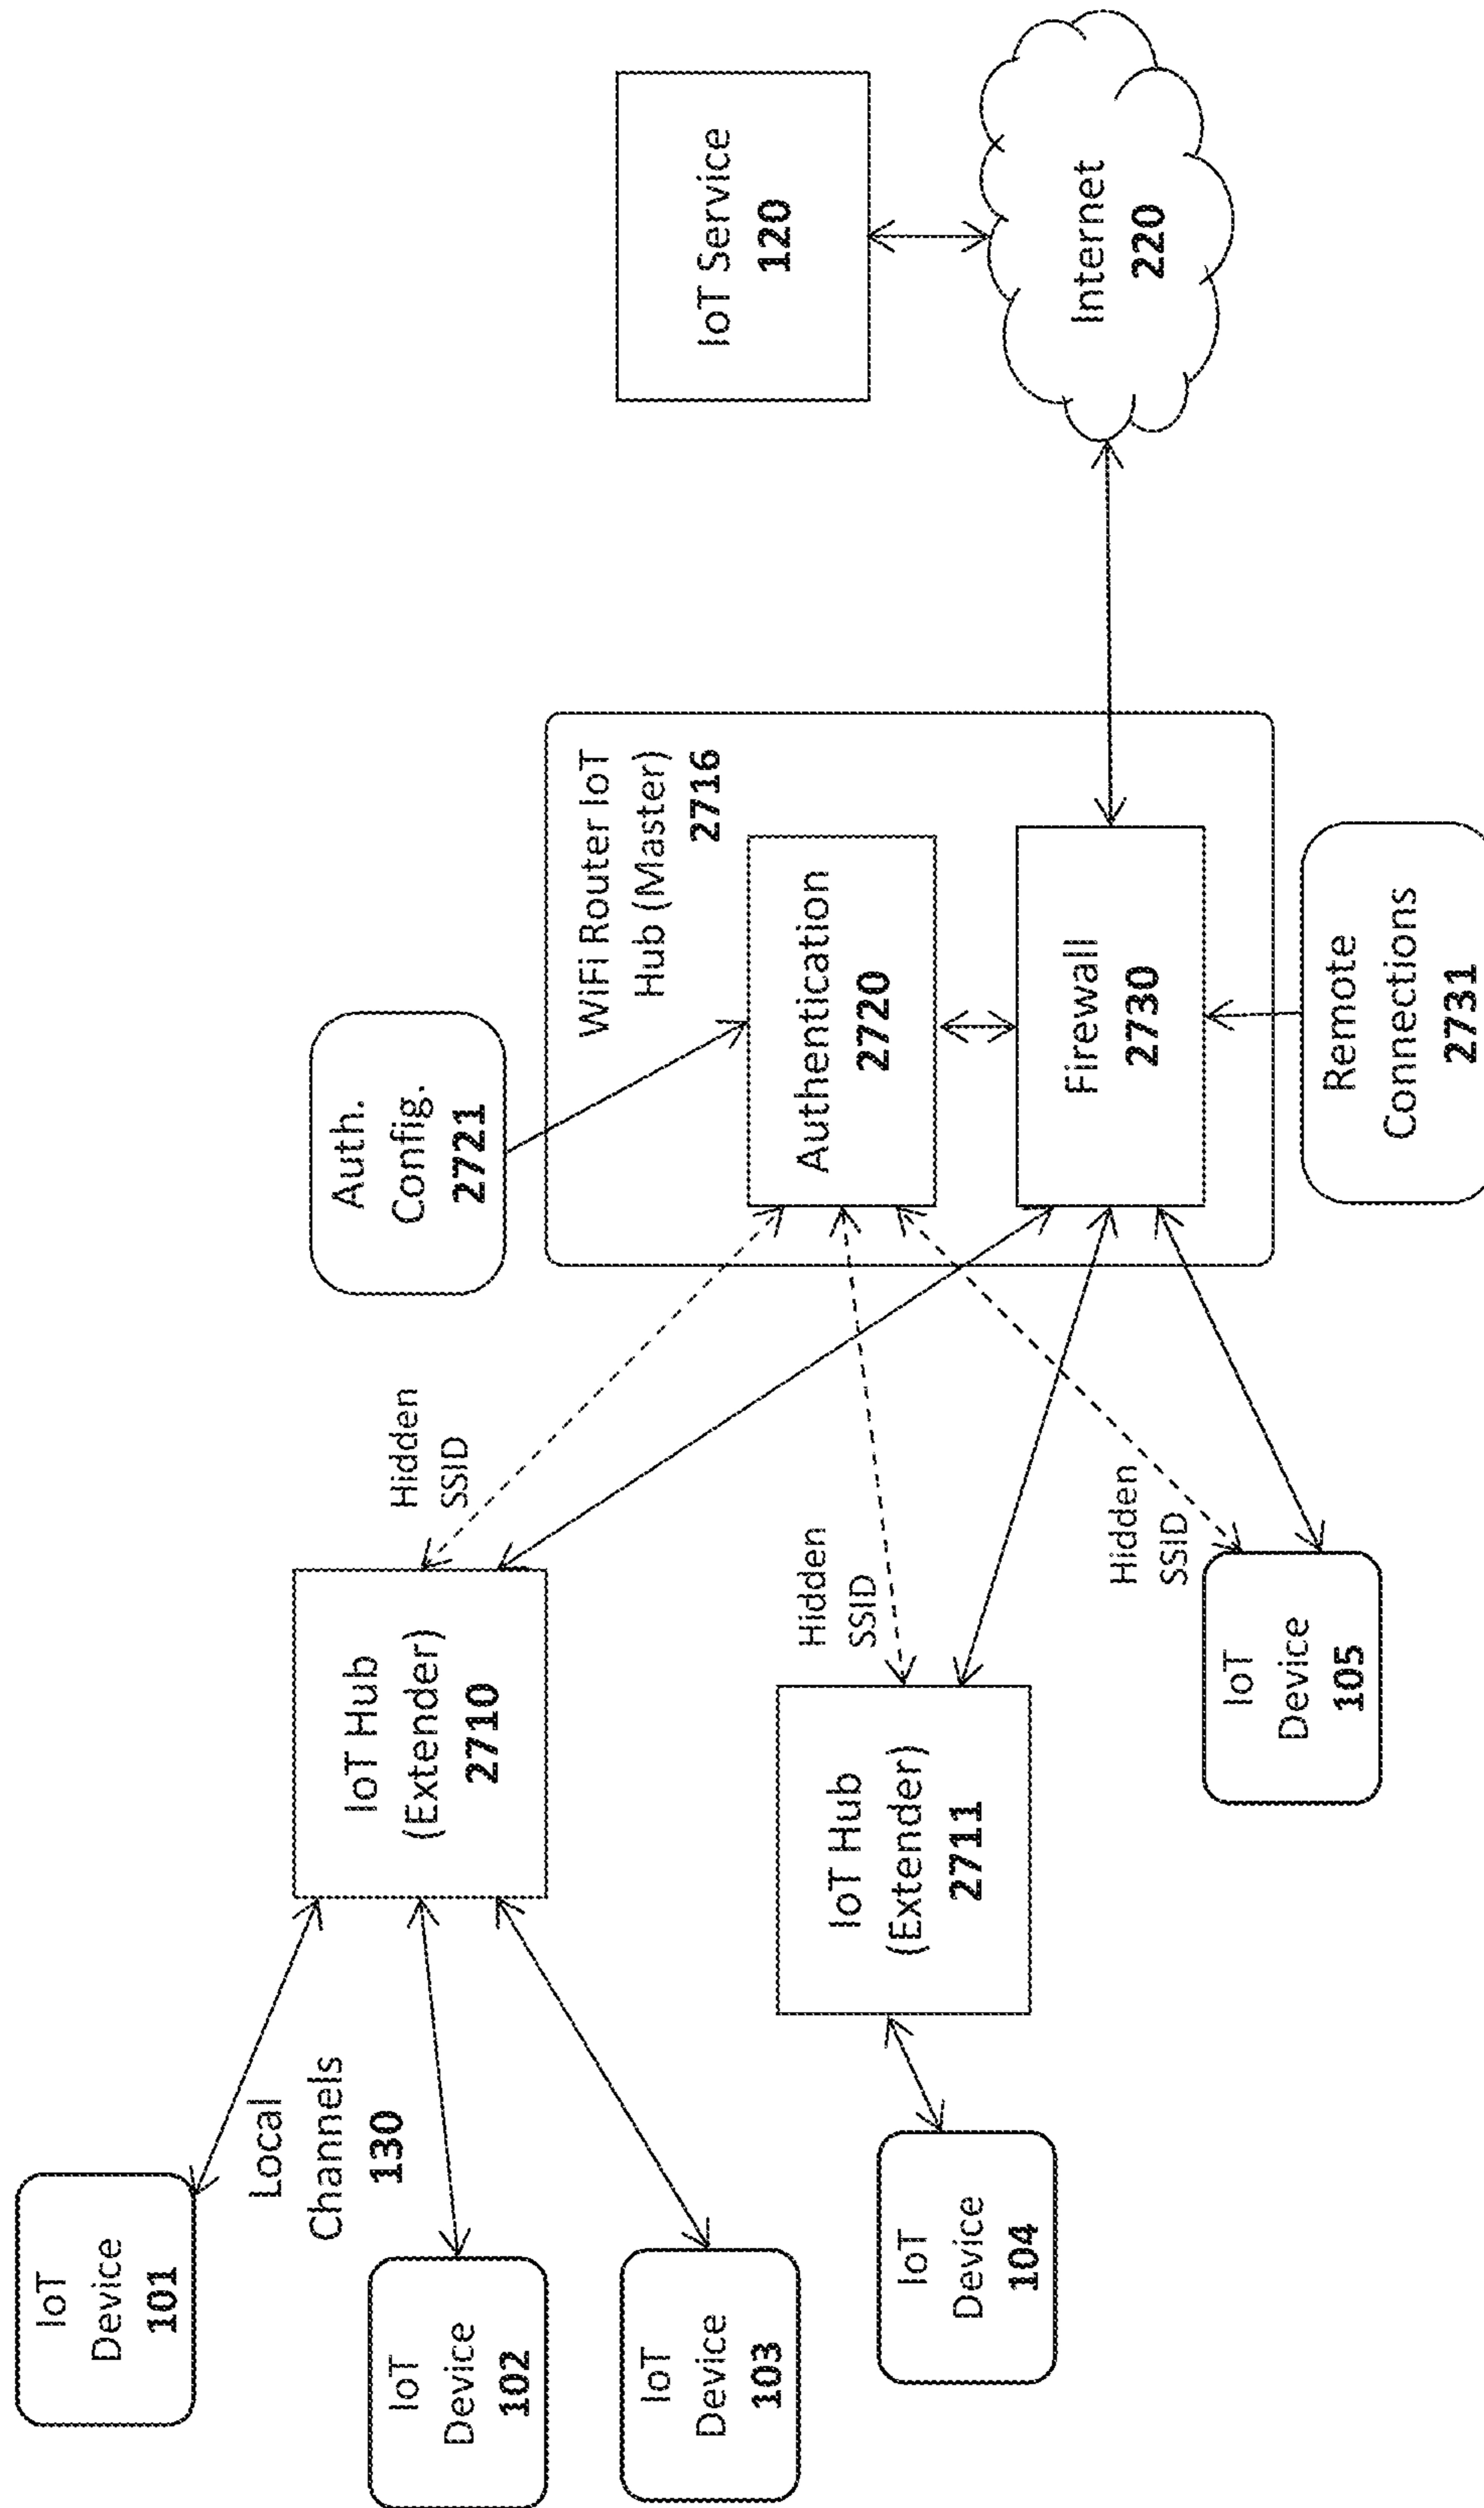 IoT
Device
101
Local
Channels
130
IoT
Device
102
IoT
Device
103
IoT
Device
104
IoT Hub
(Extender)
2710
IoT Hub
(Extender)
2711
IoT
Device
105
Hidden
SSID
Hidden
SSID
Hidden
SSID
Auth.
Config.
2721
WiFi Router IoT
Hub (Master)
2716
Authentication
2720
Firewall
2730
Remote
Connections
2731
IoT Service
120
Internet
220